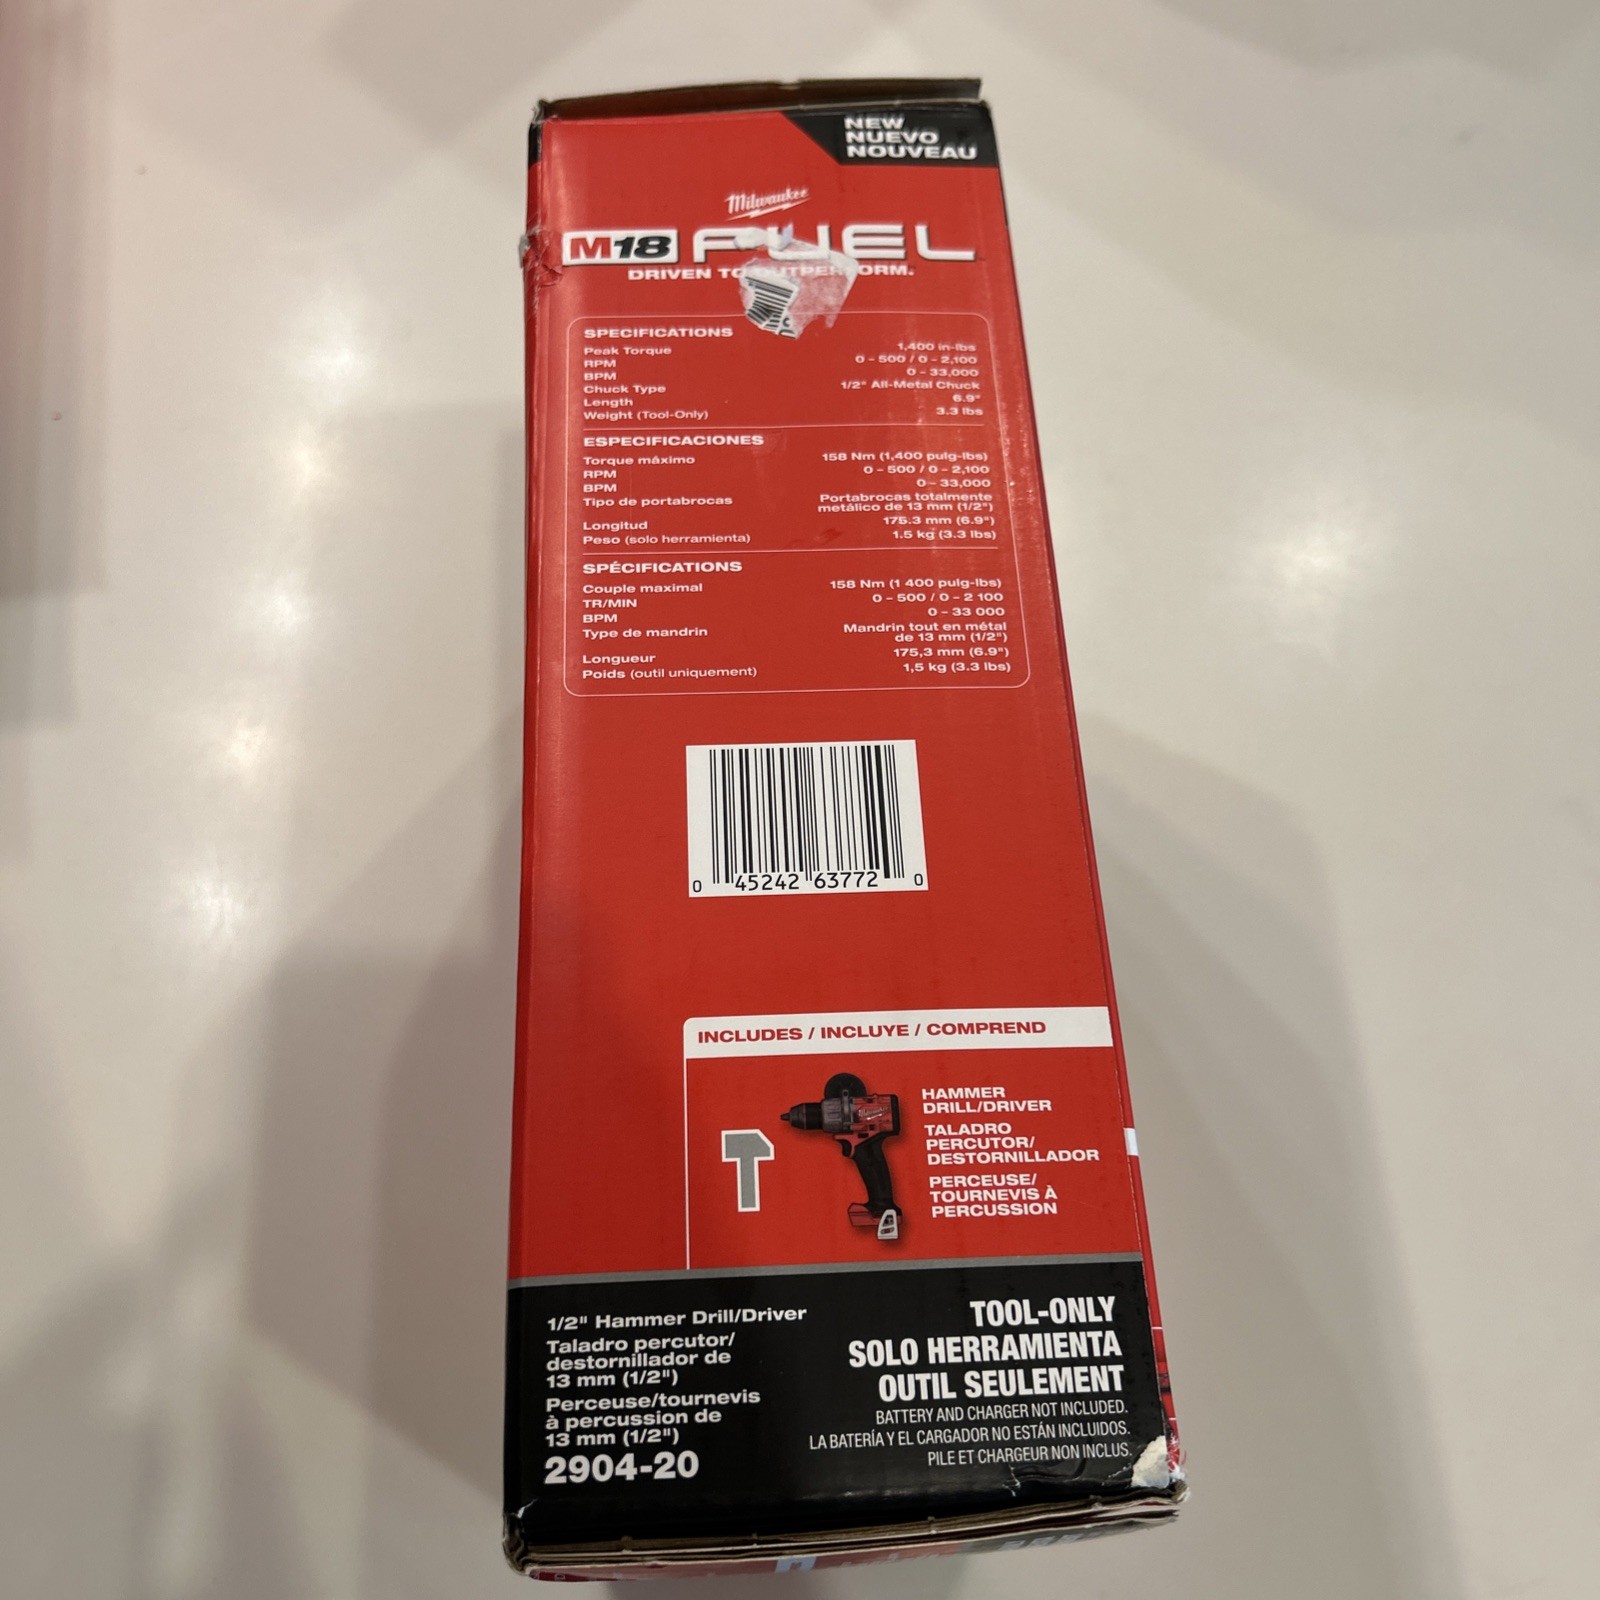 NEW
NUEVO
NOUVEAU
Milwaukee
M18 FUEL
DRIVEN TO OUTPERFORM.
SPECIFICATIONS
Peak Torque 1,400 in-lbs
RPM 0 - 500 / 0 - 2,100
BPM 0 - 33,000
Chuck Type 1/2" All-Metal Chuck
Length 6.9"
Weight (Tool-Only) 3.3 lbs
ESPECIFICACIONES
Torque máximo 158 Nm (1,400 pulg-lbs)
RPM 0 - 500 / 0 - 2,100
BPM 0 - 33,000
Tipo de portabrocas Portabrocas totalmente
metálico de 13 mm (1/2")
Longitud 175.3 mm (6.9")
Peso (solo herramienta) 1.5 kg (3.3 lbs)
SPÉCIFICATIONS
Couple maximal 158 Nm (1 400 pulg-lbs)
TR/MIN 0 - 500 / 0 - 2 100
BPM 0 - 33 000
Type de mandrin Mandrin tout en métal
de 13 mm (1/2")
Longueur 175,3 mm (6.9")
Poids (outil uniquement) 1,5 kg (3.3 lbs)
0 45242 63772 0
INCLUDES / INCLUYE / COMPREND
HAMMER
DRILL/DRIVER
TALADRO
PERCUTOR/
DESTORNILLADOR
PERCEUSE/
TOURNEVIS À
PERCUSSION
1/2" Hammer Drill/Driver
Taladro percutor/
destornillador de
13 mm (1/2")
Perceuse/tournevis
à percussion de
13 mm (1/2")
2904-20
TOOL-ONLY
SOLO HERRAMIENTA
OUTIL SEULEMENT
BATTERY AND CHARGER NOT INCLUDED.
LA BATERÍA Y EL CARGADOR NO ESTÁN INCLUIDOS.
PILE ET CHARGEUR NON INCLUS.